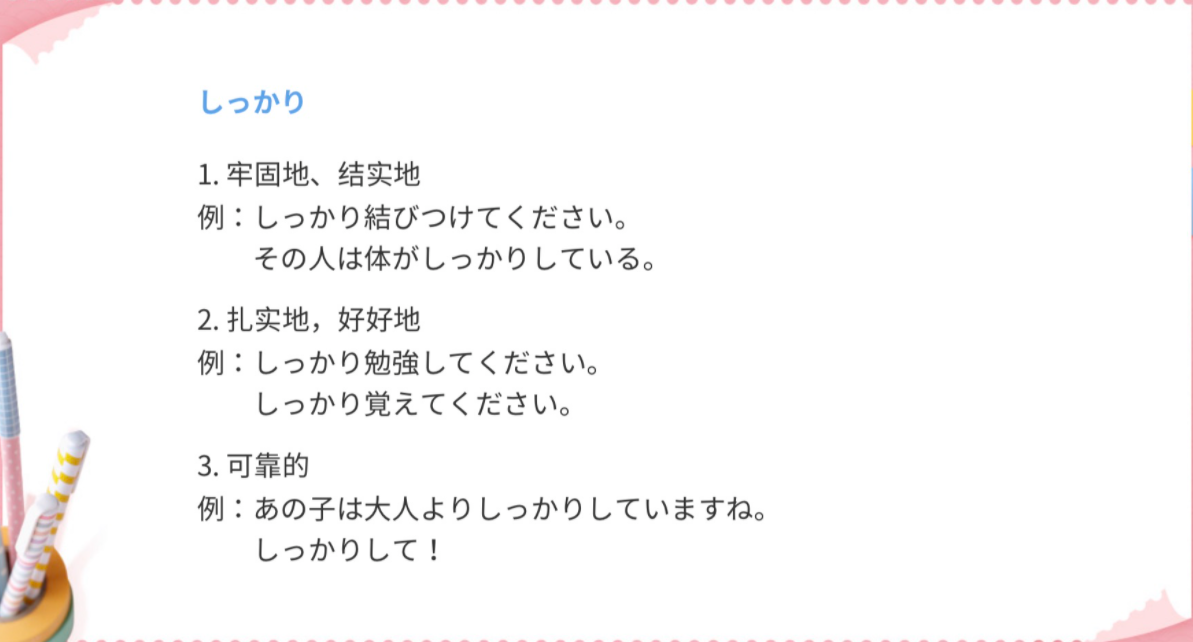 しっかり
1. 牢固地、结实地
例：しっかり結びつけてください。
その人は体がしっかりしている。
2. 扎实地，好好地
例：しっかり勉強してください。
しっかり覚えてください。
3. 可靠的
例：あの子は大人よりしっかりしていますね。
しっかりして！